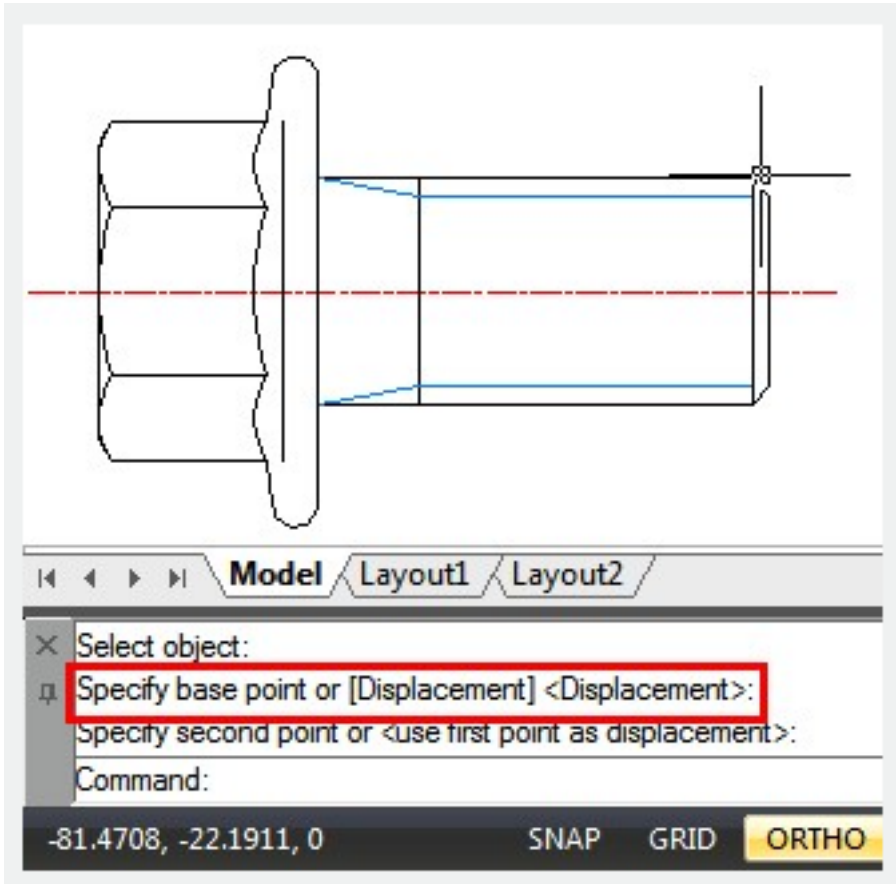 Model Layout1 Layout2
Select object:
Specify base point or [Displacement] <Displacement>:
Specify second point or <use first point as displacement>:
Command:
-81.4708, -22.1911, 0 SNAP GRID ORTHO